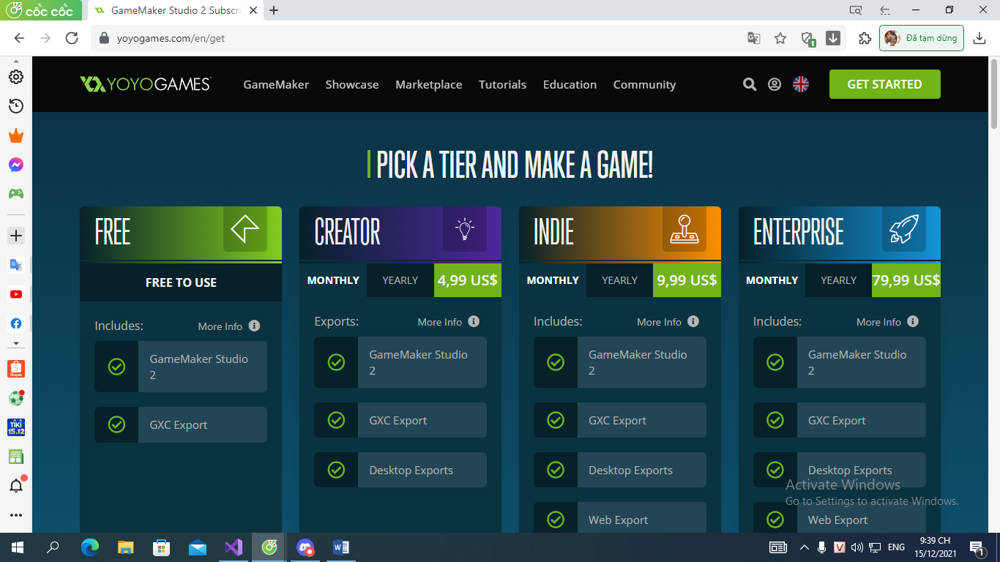 cốc cốc
GameMaker Studio 2 Subscri
yoyogames.com/en/get
Đã tạm dừng
YOYOGAMES
GameMaker
Showcase
Marketplace
Tutorials
Education
Community
GET STARTED
PICK A TIER AND MAKE A GAME!
FREE
FREE TO USE
Includes:
More Info
GameMaker Studio
2
GXC Export
CREATOR
MONTHLY
YEARLY
4,99 US$
Exports:
More Info
GameMaker Studio
2
GXC Export
Desktop Exports
INDIE
MONTHLY
YEARLY
9,99 US$
Includes:
More Info
GameMaker Studio
2
GXC Export
Desktop Exports
Web Export
ENTERPRISE
MONTHLY
YEARLY
79,99 US$
Includes:
More Info
GameMaker Studio
2
GXC Export
Desktop Exports
Web Export
Activate Windows
Go to Settings to activate Windows.
Shopee
TIKI
15.12
ENG
9:39 CH
15/12/2021
1